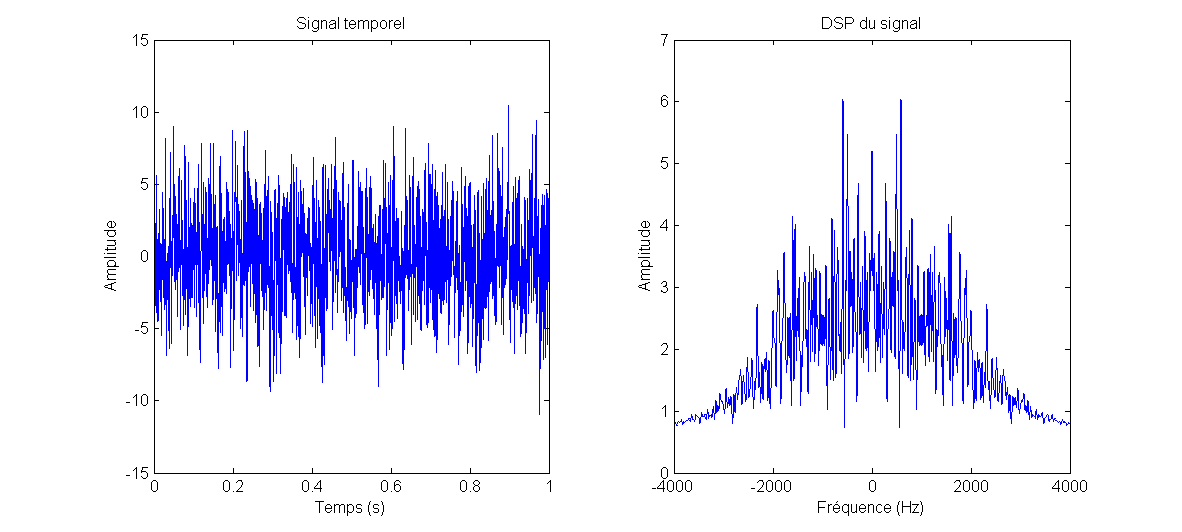 Signal temporel
15
10
5
0
-5
-10
-15
Amplitude
0 0.2 0.4 0.6 0.8 1
Temps (s)
DSP du signal
7
6
5
4
3
2
1
0
Amplitude
-4000 -2000 0 2000 4000
Fréquence (Hz)